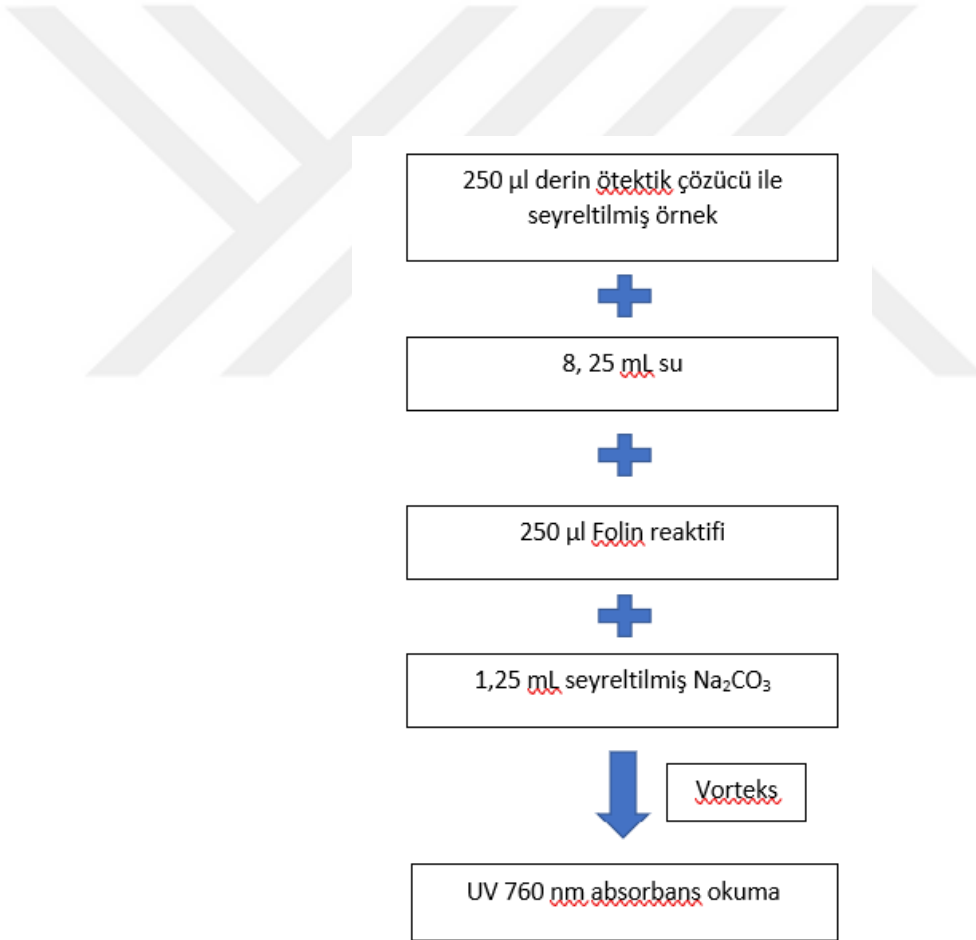 250 µl derin ötektik çözücü ile
seyreltilmiş örnek
8, 25 mL su
250 µl Folin reaktifi
1,25 mL seyreltilmiş Na₂CO₃
Vorteks
UV 760 nm absorbans okuma